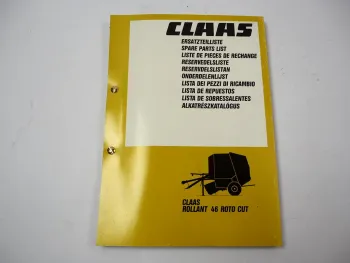 CLAAS
ERSATZTEILLISTE
SPARE PARTS LIST
LISTE DE PIECES DE RECHANGE
RESERVEDELSLISTE
RESERVDELSLISTAN
ONDERDELENLIJST
LISTA DEI PEZZI DI RICAMBIO
LISTA DE REPUESTOS
LISTA DE SOBRESSALENTES
ALKATRÉSZKATALÓGUS
CLAAS
ROLLANT 46 ROTO CUT